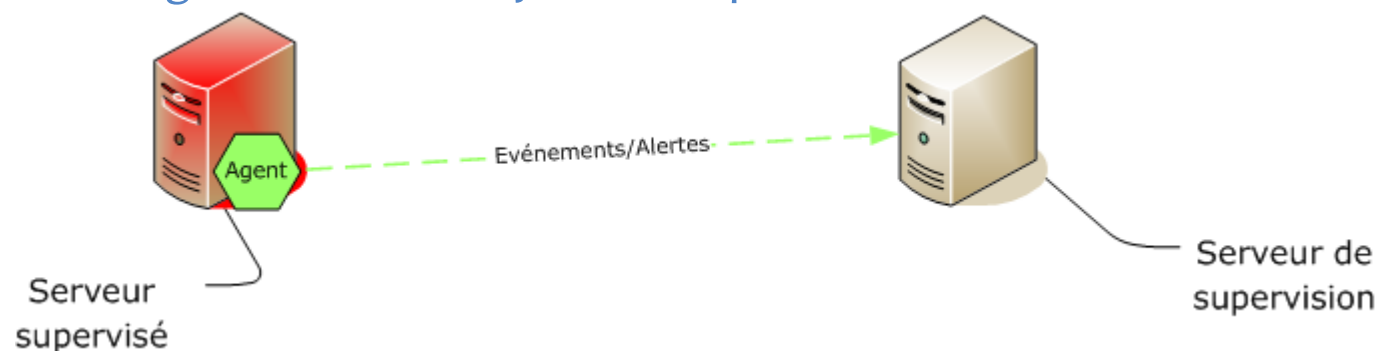 Agent
Evénements/Alertes
Serveur de
supervision
Serveur
supervisé